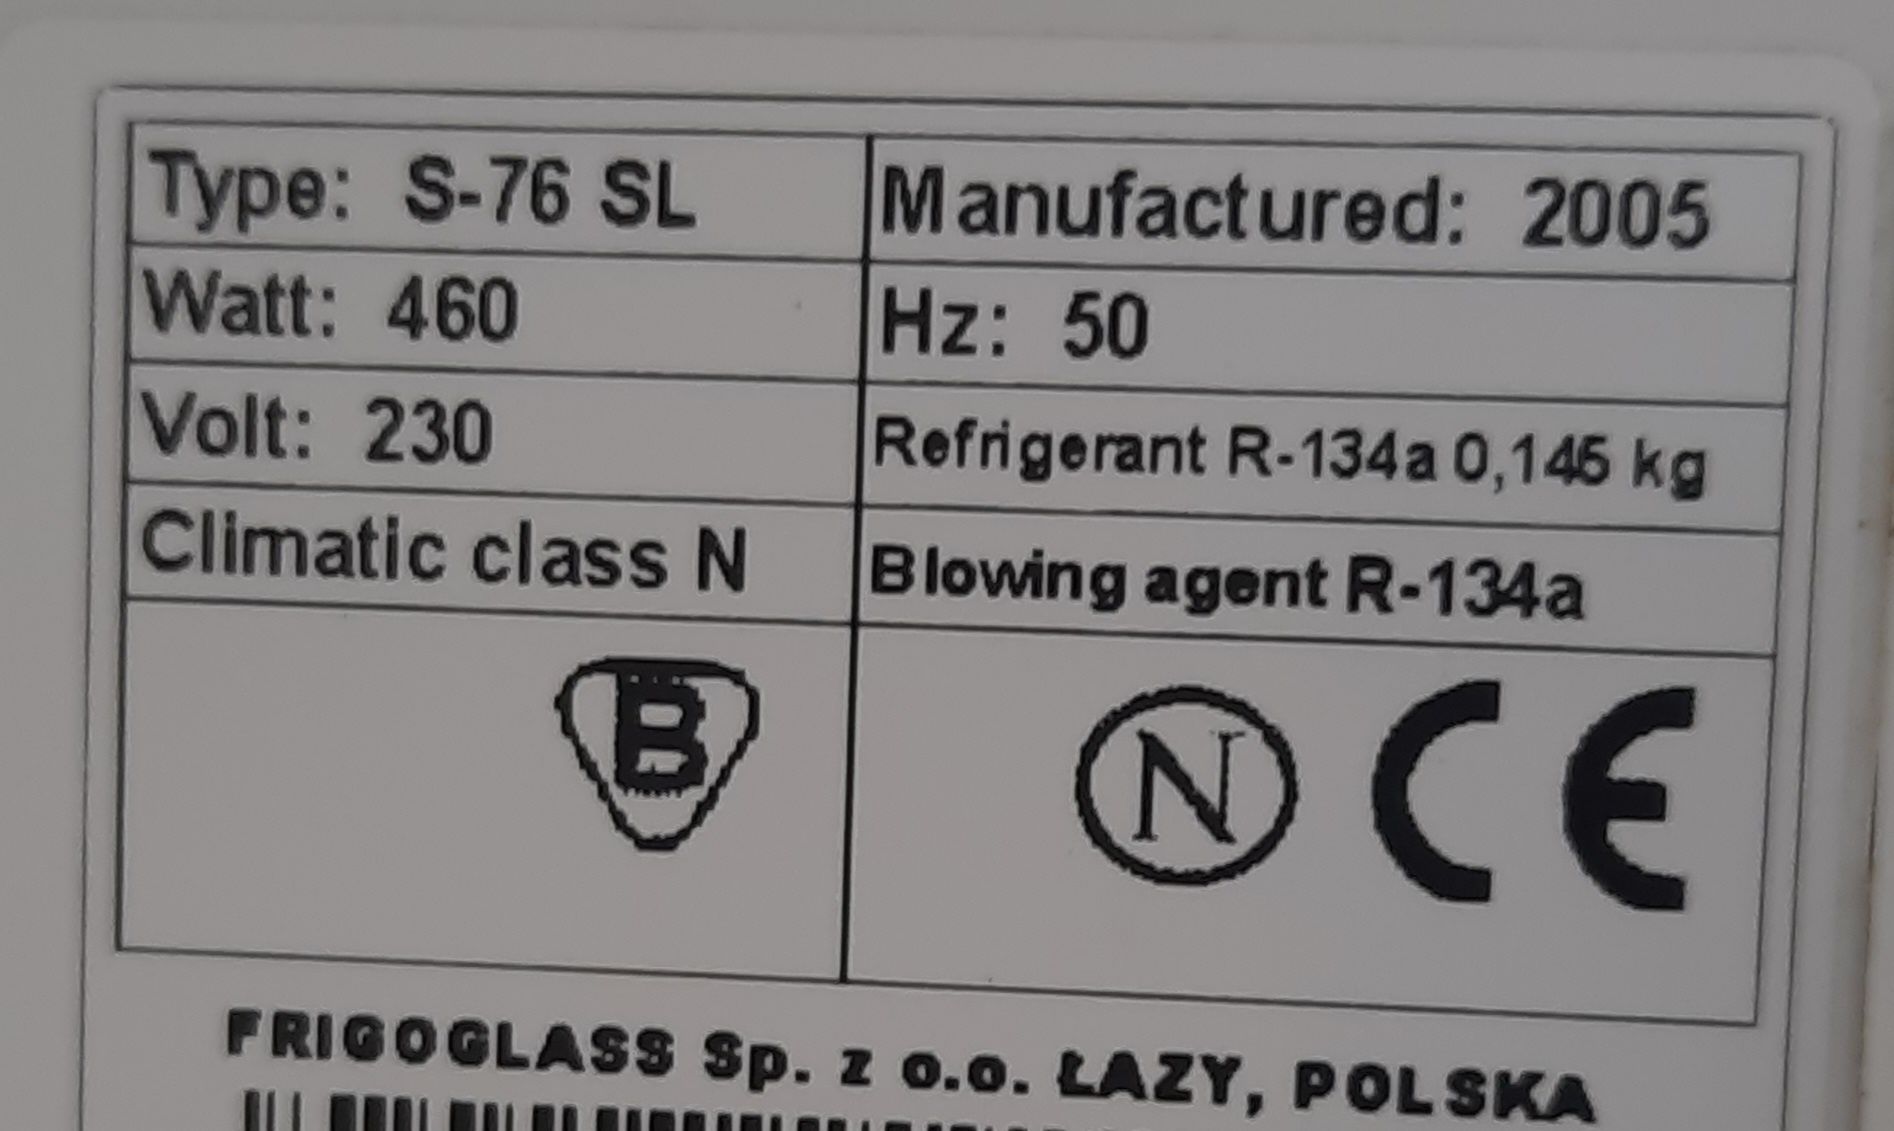 Type: S-76 SL
Manufactured: 2005
Watt: 460
Hz: 50
Volt: 230
Refrigerant R-134a 0,145 kg
Climatic class N
Blowing agent R-134a
B
N CE
FRIGOGLASS Sp. z o.o. ŁAZY, POLSKA